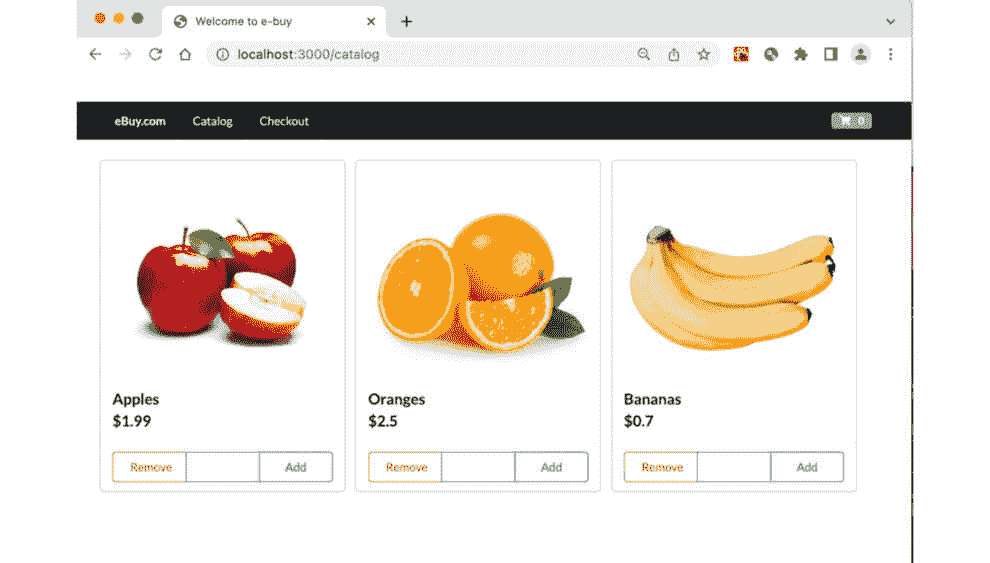 Welcome to e-buy
localhost:3000/catalog
eBuy.com Catalog Checkout 0
Apples
$1.99
Remove Add
Oranges
$2.5
Remove Add
Bananas
$0.7
Remove Add